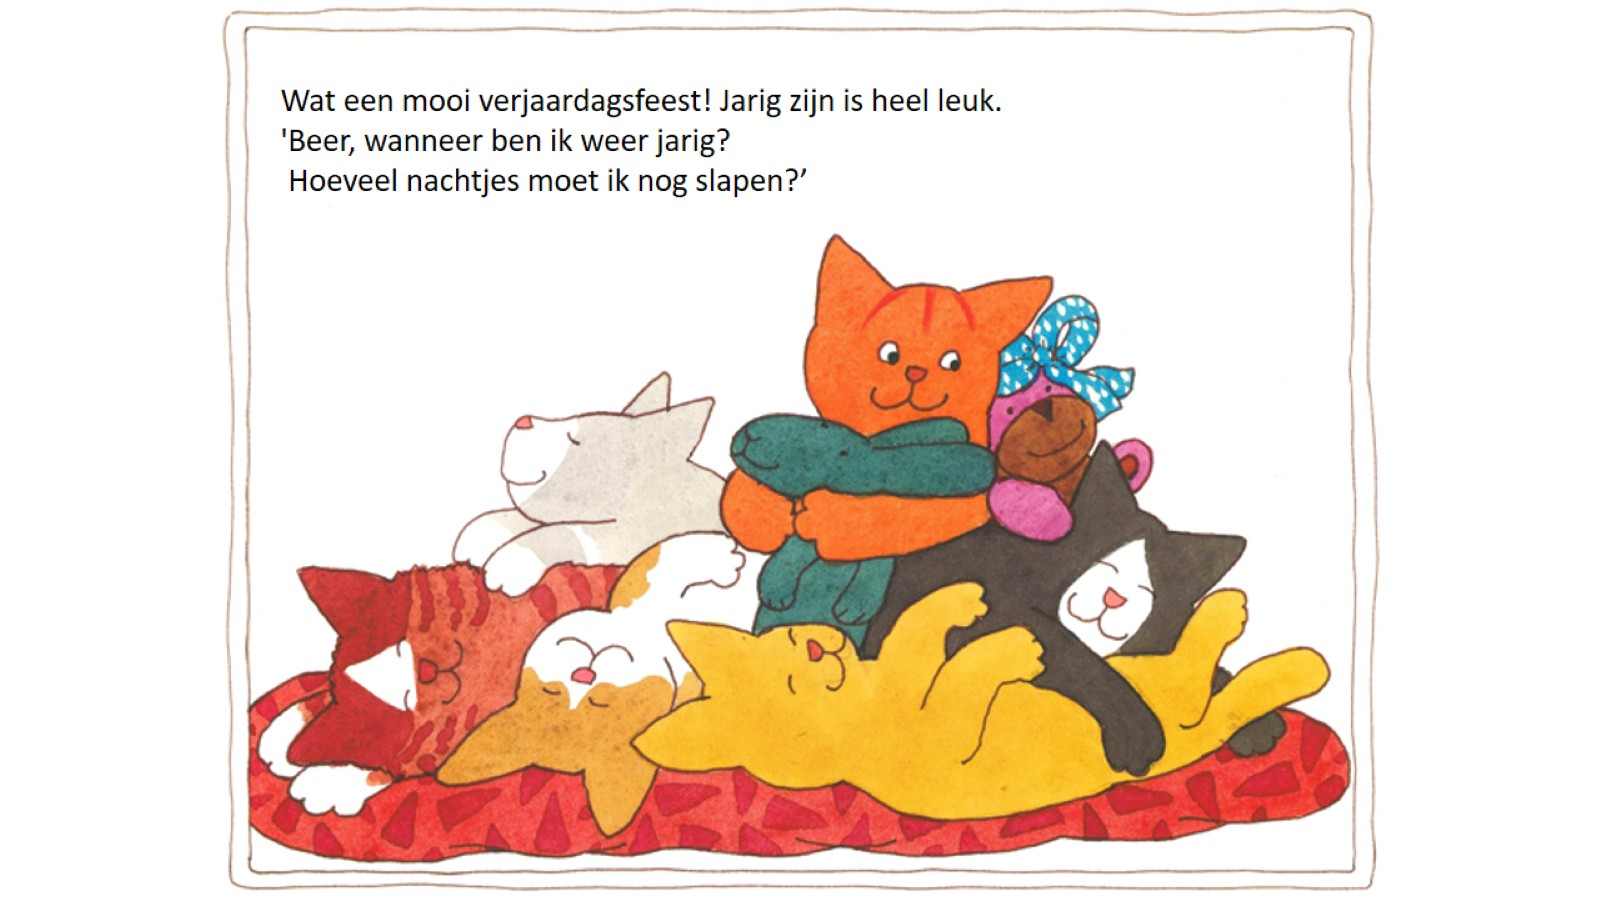 Wat een mooi verjaardagsfeest! Jarig zijn is heel leuk.
'Beer, wanneer ben ik weer jarig?
Hoeveel nachtjes moet ik nog slapen?’